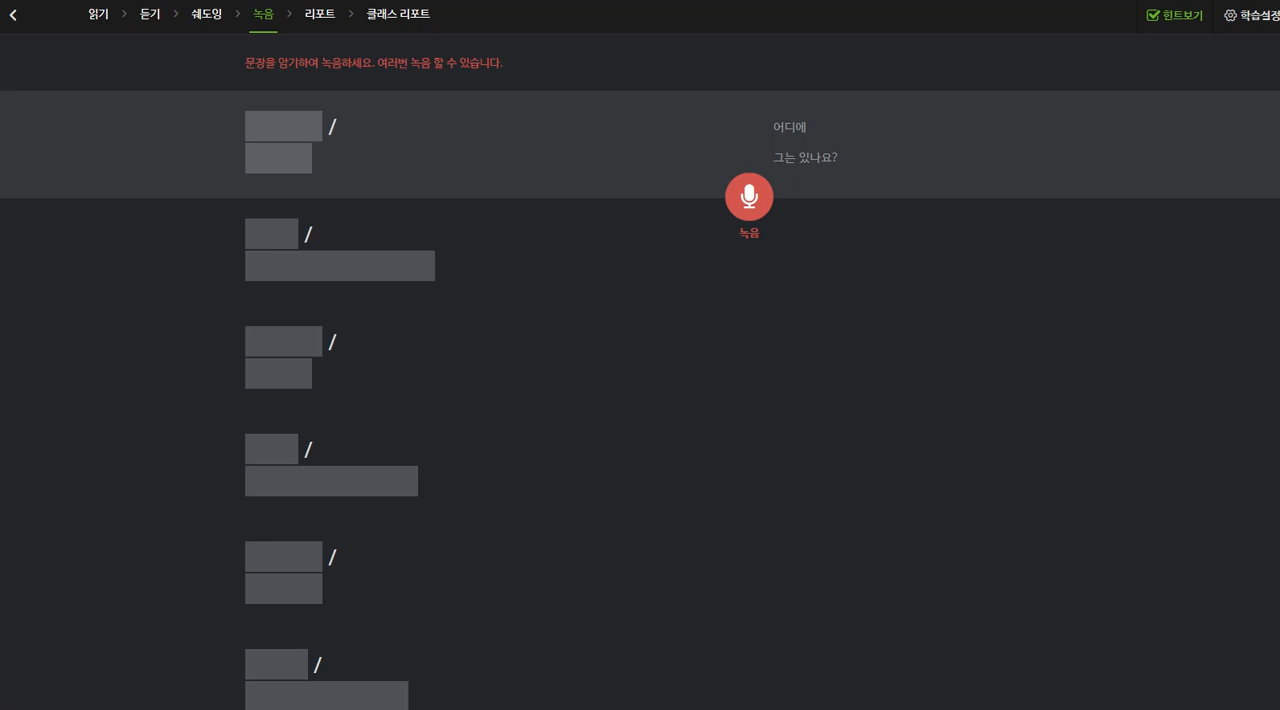 읽기 > 듣기 > 쉐도잉 > 녹음 > 리포트 > 클래스 리포트
힌트보기
학습설정
문장을 암기하여 녹음하세요. 여러번 녹음 할 수 있습니다.
/
어디에
그는 있나요?
녹음
/
/
/
/
/